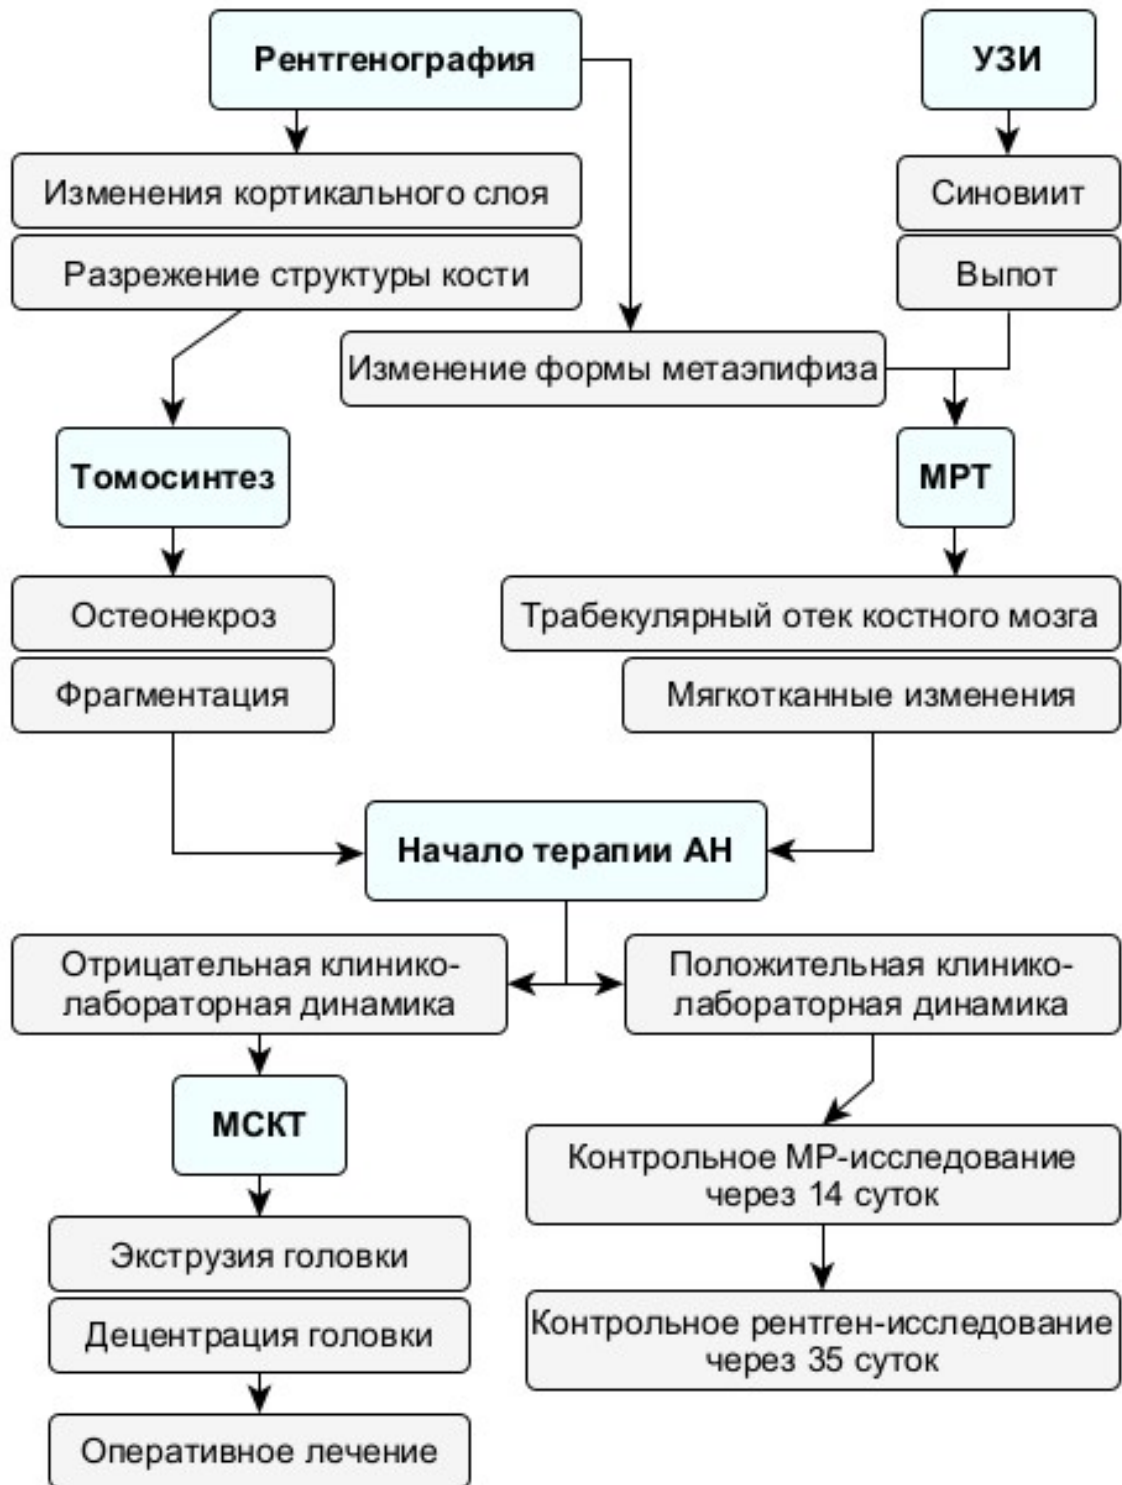 Рентгенография
УЗИ
Изменения кортикального слоя
Синовиит
Разрежение структуры кости
Выпот
Изменение формы метаэпифиза
Томосинтез
МРТ
Остеонекроз
Трабекулярный отек костного мозга
Фрагментация
Мягкотканные изменения
Начало терапии АН
Отрицательная клинико-
лабораторная динамика
Положительная клинико-
лабораторная динамика
МСКТ
Контрольное МР-исследование
через 14 суток
Экструзия головки
Децентрация головки
Контрольное рентген-исследование
через 35 суток
Оперативное лечение